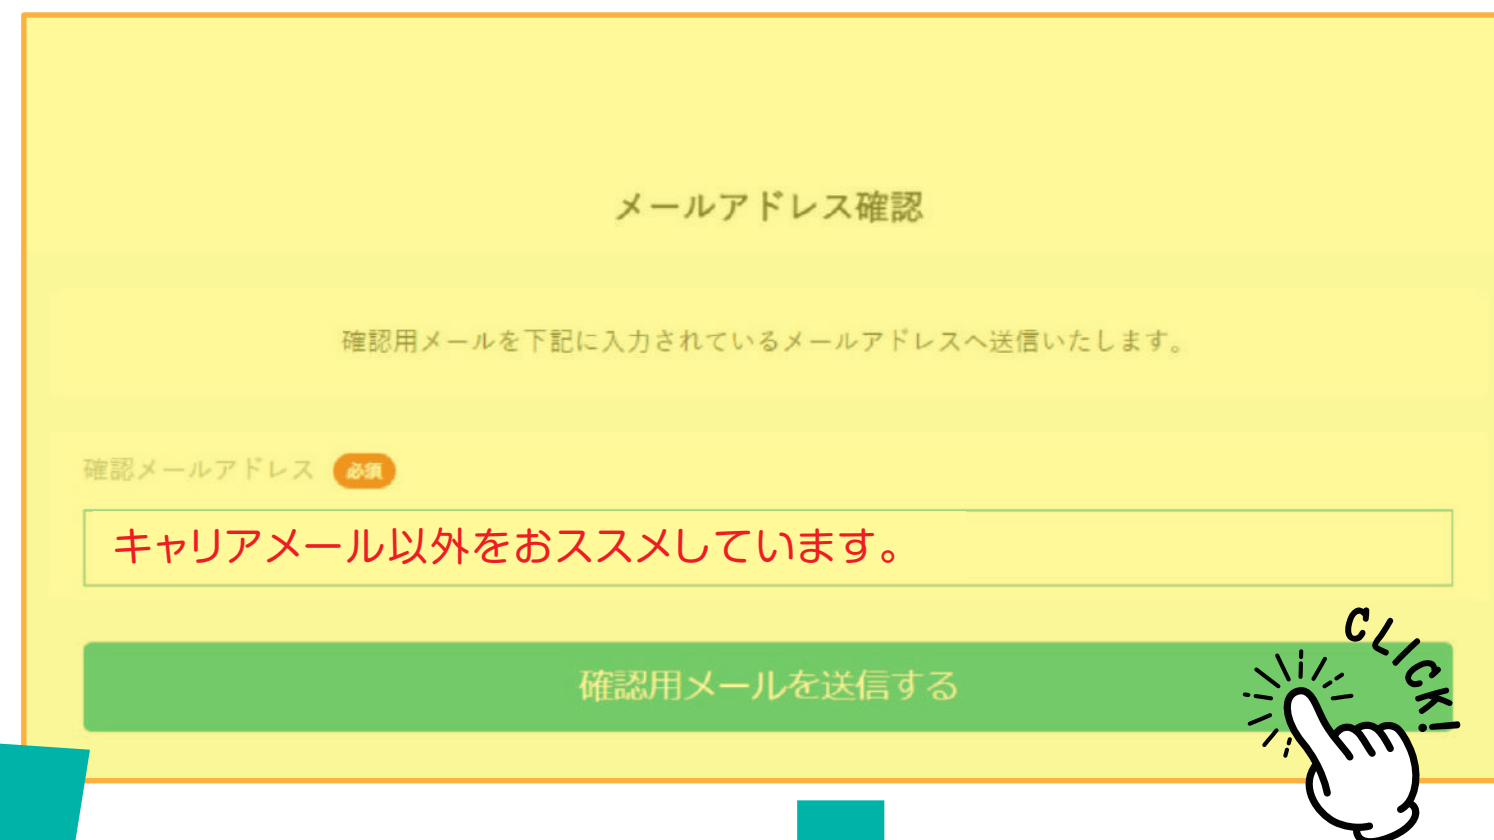 メールアドレス確認
確認用メールを下記に入力されているメールアドレスへ送信いたします。
確認メールアドレス 必須
キャリアメール以外をおススメしています。
確認用メールを送信する
CLICK!